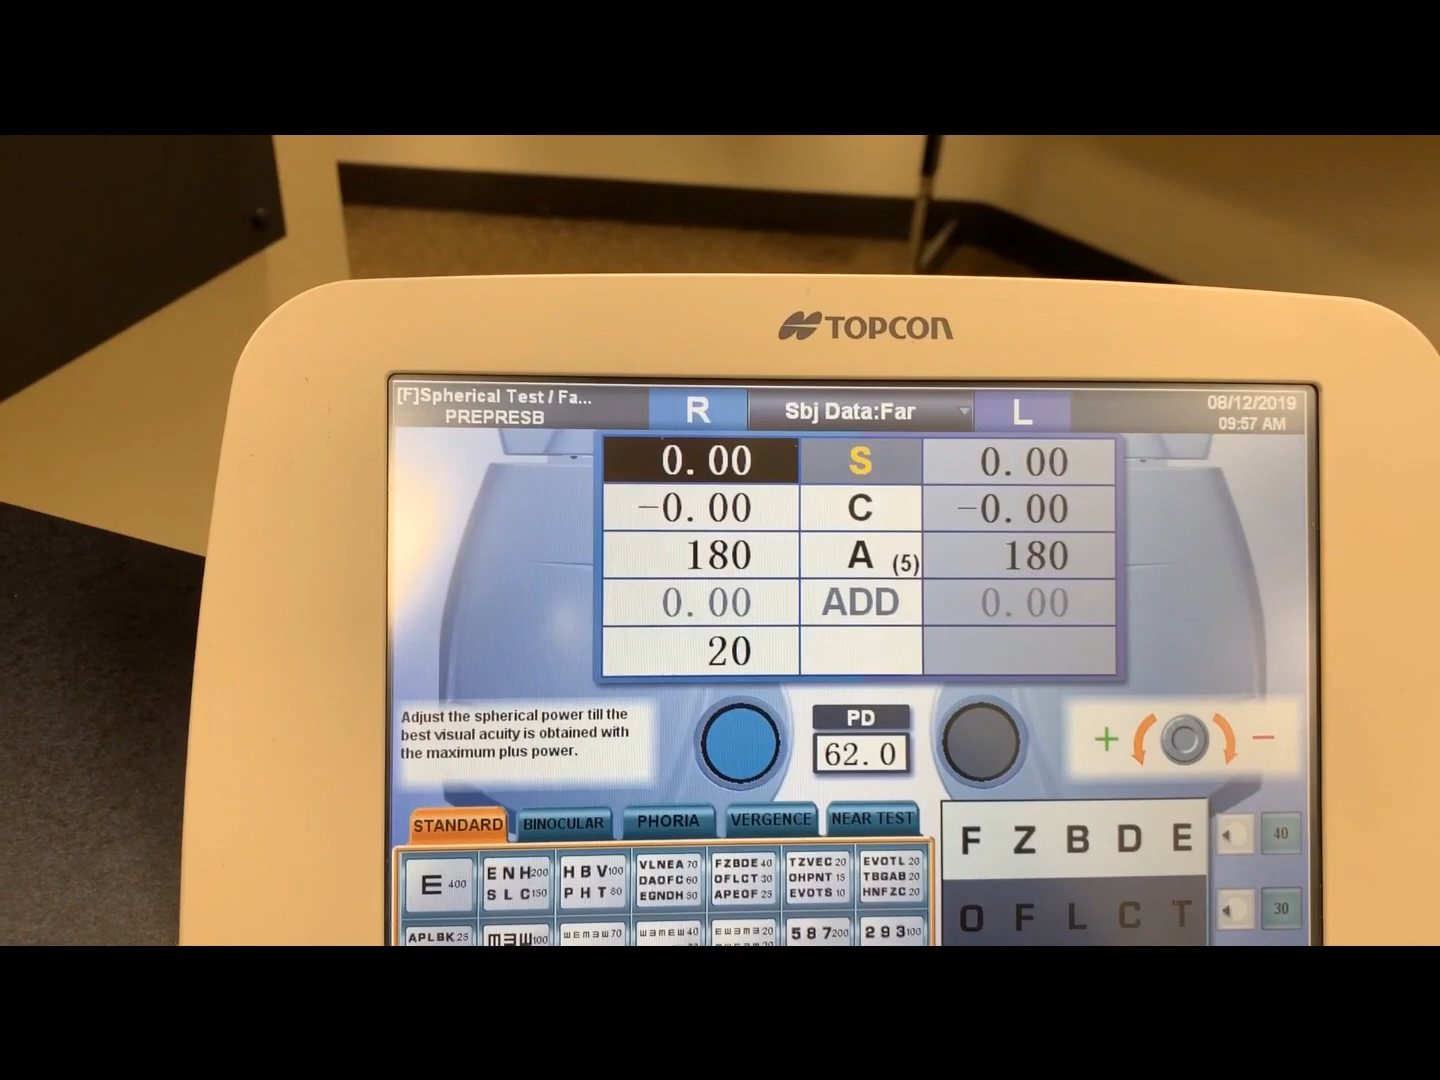 TOPCON
[F]Spherical Test / Fa...
PREPRESB
R
Sbj Data:Far
L
08/12/2019
09:57 AM
0.00 S 0.00
-0.00 C -0.00
180 A (5) 180
0.00 ADD 0.00
20
Adjust the spherical power till the
best visual acuity is obtained with
the maximum plus power.
PD
62.0
+ −
STANDARD BINOCULAR PHORIA VERGENCE NEAR TEST
E 400
E N H 200
S L C 150
H B V 100
P H T 80
VLNEA 70
DAOFC 60
EGNDH 50
FZBDE 40
OFLCT 30
APEOF 25
TZVEC 20
OHPNT 15
EVOTS 10
EVOTL 20
TBGAB 20
HNFZC 20
APLBK 25
100
70
40
20
5 8 7 200
2 9 3 100
F Z B D E 40
O F L C T 30